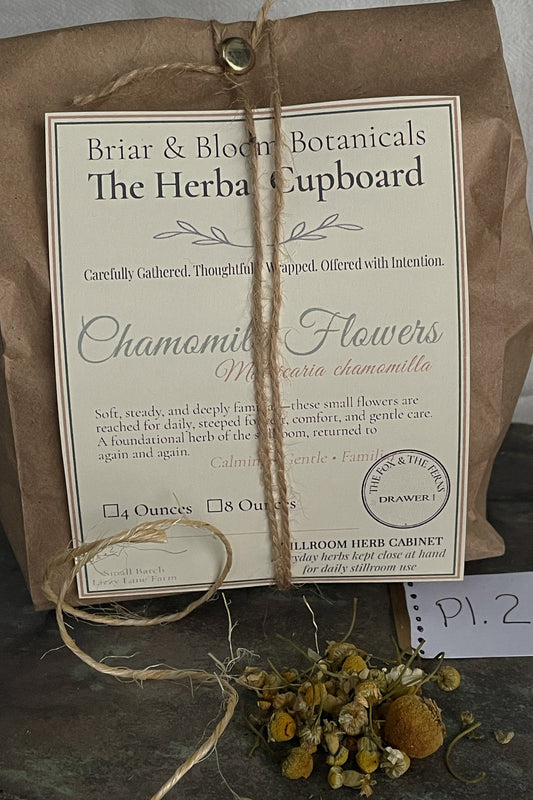 Briar & Bloom Botanicals
The Herbal Cupboard
Carefully Gathered. Thoughtfully Wrapped. Offered with Intention.
Chamomile Flowers
Matricaria chamomilla
Soft, steady, and deeply familiar—these small flowers are
reached for daily, steeped for rest, comfort, and gentle care.
A foundational herb of the stillroom, returned to
again and again.
Calming • Gentle • Familiar
THE FOX & THE FERNS
DRAWER I
☐4 Ounces ☐8 Ounces
STILLROOM HERB CABINET
Everyday herbs kept close at hand
for daily stillroom use
Small Batch
Lizzy Lane Farm
P1.2